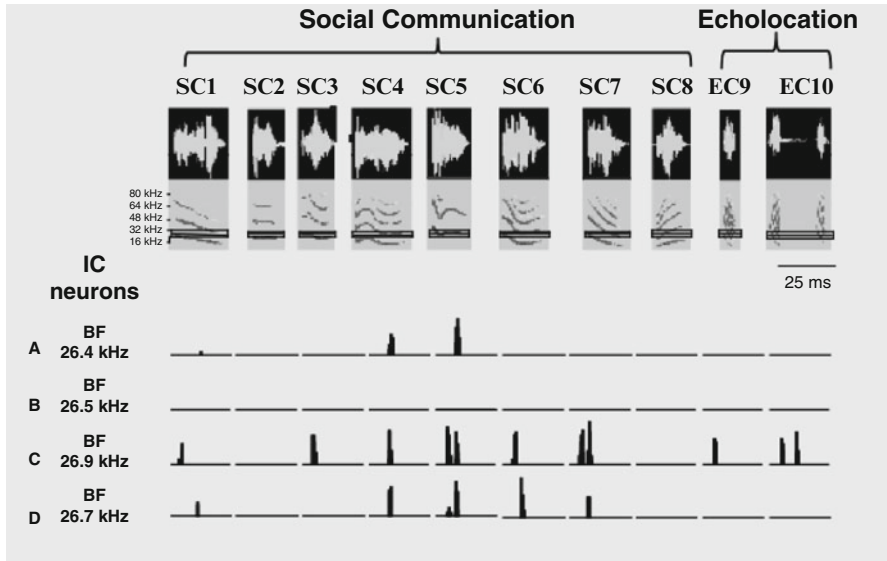 Social Communication Echolocation
SC1 SC2 SC3 SC4 SC5 SC6 SC7 SC8 EC9 EC10
80 kHz
64 kHz
48 kHz
32 kHz
16 kHz
25 ms
IC
neurons
BF
A 26.4 kHz
BF
B 26.5 kHz
BF
C 26.9 kHz
BF
D 26.7 kHz